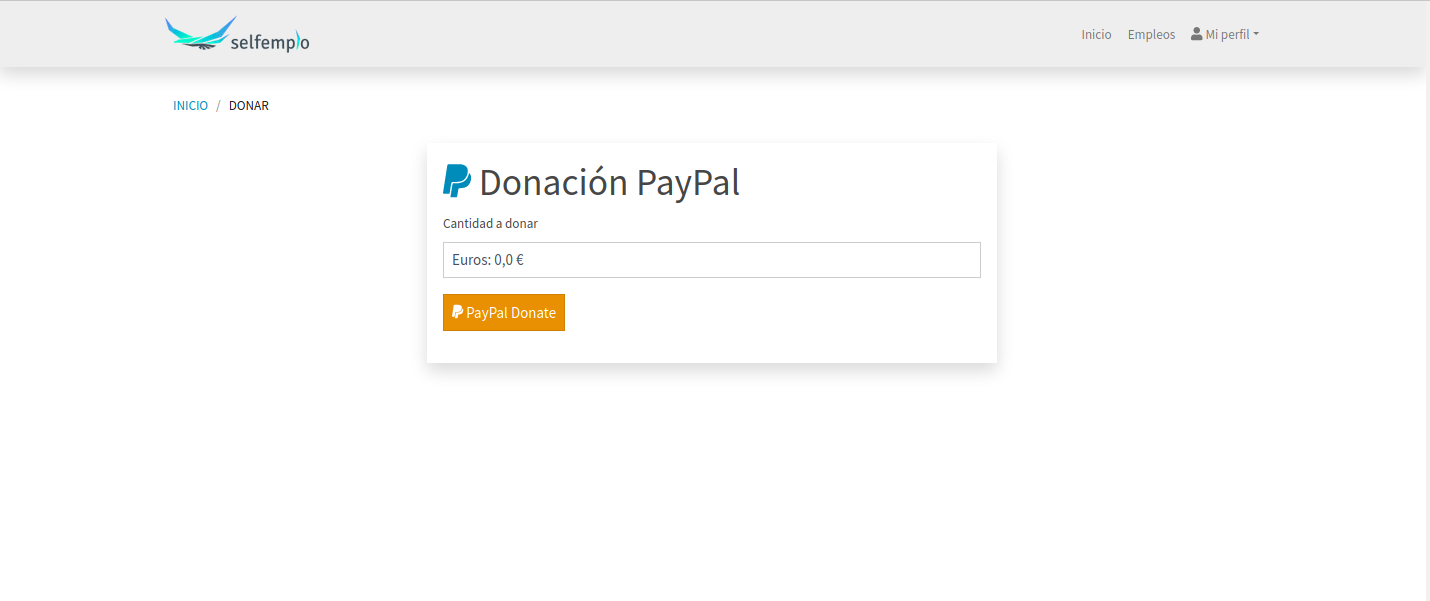 selfemplo
Inicio Empleos Mi perfil
INICIO / DONAR
Donación PayPal
Cantidad a donar
Euros: 0,0 €
PayPal Donate